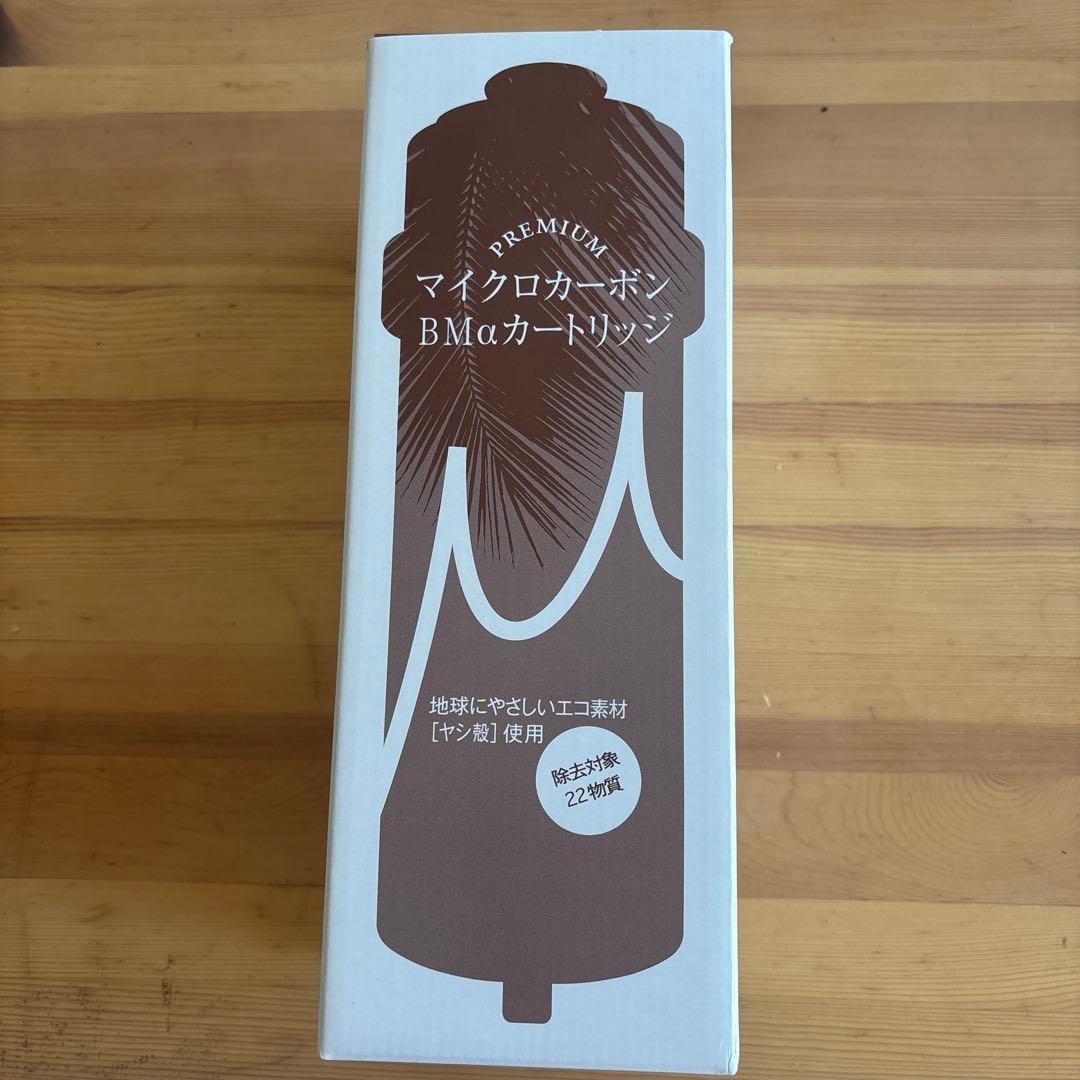 PREMIUM
マイクロカーボン
BMαカートリッジ
μ
地球にやさしいエコ素材
[ヤシ殻]使用
除去対象
22物質